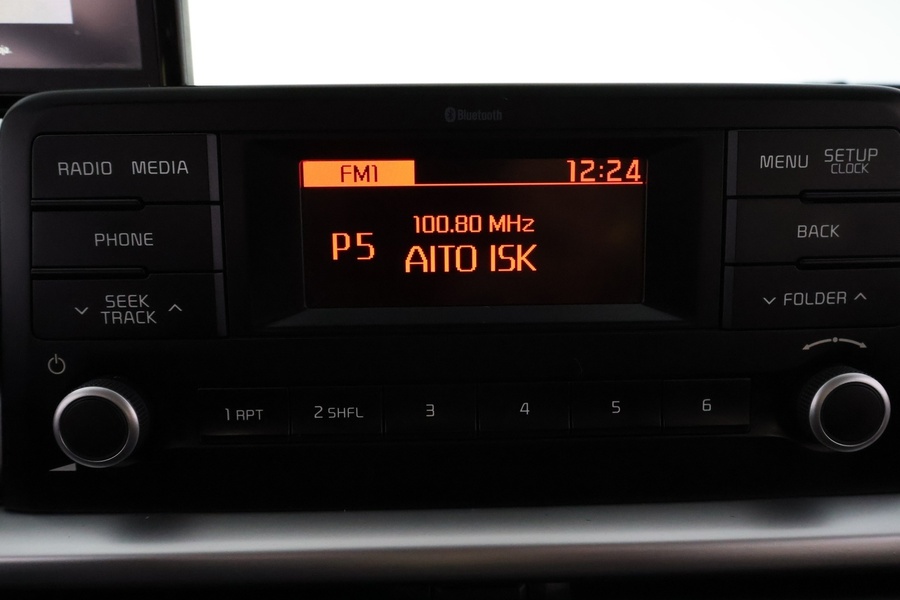 Bluetooth
RADIO MEDIA
FM1 12:24
MENU SETUP
CLOCK
PHONE
100.80 MHz
P5
AITO ISK
BACK
SEEK
TRACK
FOLDER
1 RPT
2 SHFL
3
4
5
6